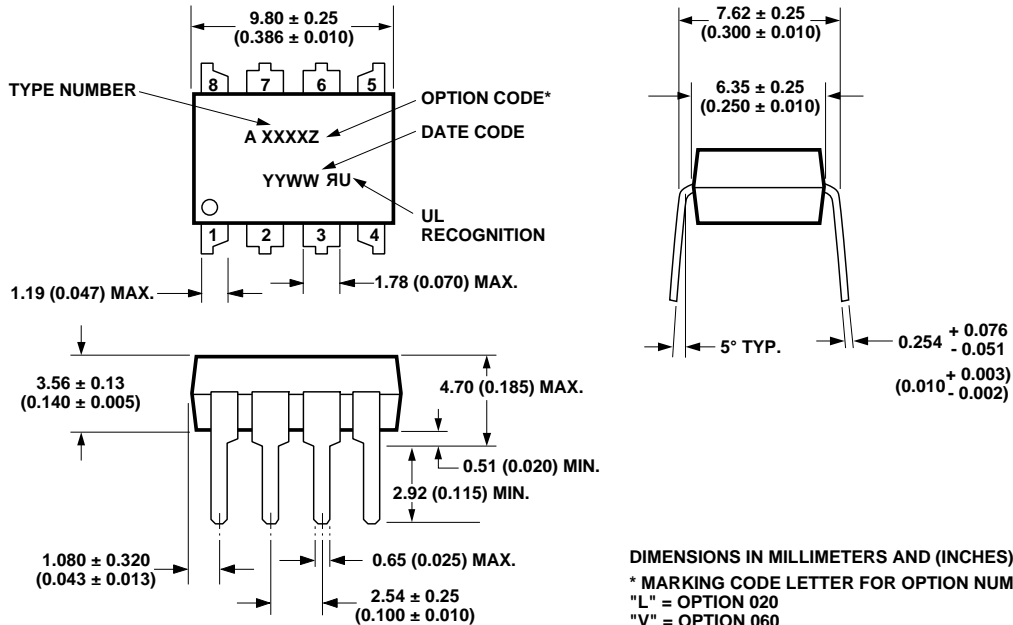 9.80 ± 0.25
(0.386 ± 0.010)
8 7 6 5
TYPE NUMBER
OPTION CODE*
A XXXXZ
DATE CODE
YYWW ЯU
UL
RECOGNITION
1 2 3 4
1.19 (0.047) MAX.
1.78 (0.070) MAX.
7.62 ± 0.25
(0.300 ± 0.010)
6.35 ± 0.25
(0.250 ± 0.010)
5° TYP.
0.254 + 0.076
- 0.051
(0.010 + 0.003)
- 0.002)
3.56 ± 0.13
(0.140 ± 0.005)
4.70 (0.185) MAX.
0.51 (0.020) MIN.
2.92 (0.115) MIN.
1.080 ± 0.320
(0.043 ± 0.013)
0.65 (0.025) MAX.
2.54 ± 0.25
(0.100 ± 0.010)
DIMENSIONS IN MILLIMETERS AND (INCHES)
* MARKING CODE LETTER FOR OPTION NUM
"L" = OPTION 020
"V" = OPTION 060